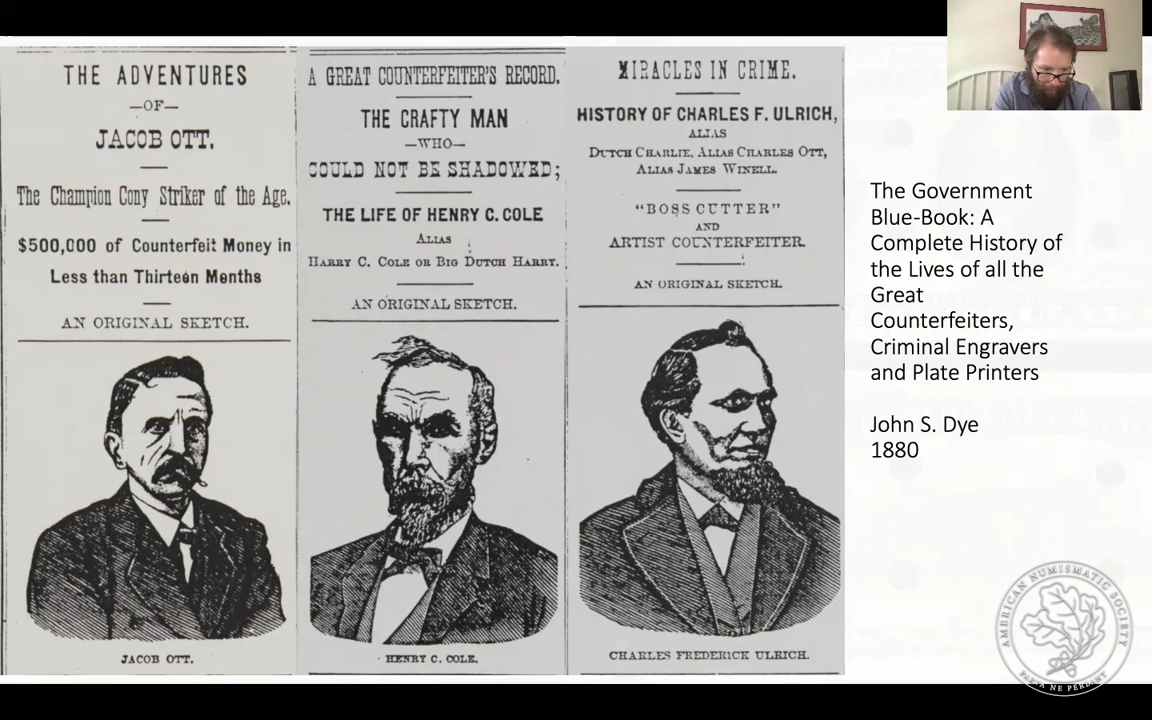 THE ADVENTURES
—OF—
JACOB OTT.
The Champion Cony Striker of the Age.
$500,000 of Counterfeit Money in
Less than Thirteen Months
AN ORIGINAL SKETCH.
JACOB OTT.
A GREAT COUNTERFEITER'S RECORD.
THE CRAFTY MAN
—WHO—
COULD NOT BE SHADOWED;
THE LIFE OF HENRY C. COLE
ALIAS
HARRY C. COLE OR BIG DUTCH HARRY.
AN ORIGINAL SKETCH.
HENRY C. COLE.
MIRACLES IN CRIME.
HISTORY OF CHARLES F. ULRICH,
ALIAS
DUTCH CHARLIE, ALIAS CHARLES OTT,
ALIAS JAMES WINELL.
"BOSS CUTTER"
AND
ARTIST COUNTERFEITER.
AN ORIGINAL SKETCH.
CHARLES FREDERICK ULRICH.
The Government
Blue-Book: A
Complete History of
the Lives of all the
Great
Counterfeiters,
Criminal Engravers
and Plate Printers
John S. Dye
1880
AMERICAN NUMISMATIC SOCIETY
PARVA NE PEREANT